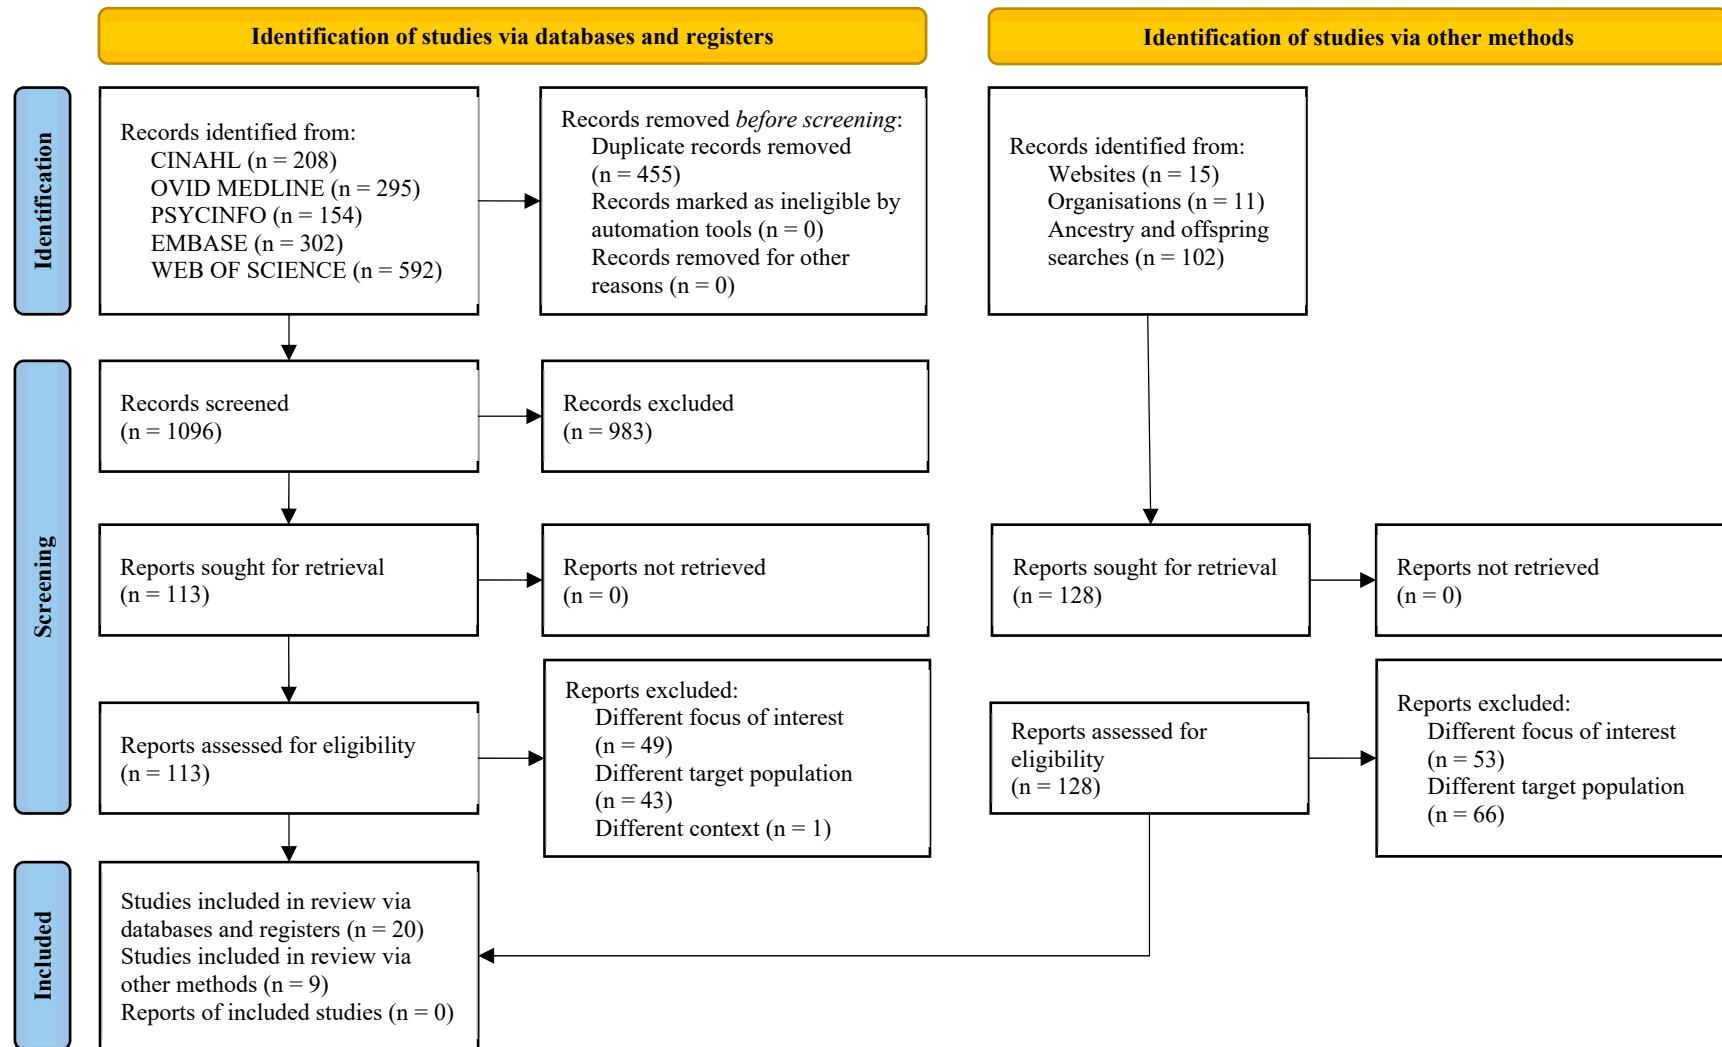 Identification of studies via databases and registers
Identification of studies via other methods
Identification
Records identified from:
CINAHL (n = 208)
OVID MEDLINE (n = 295)
PSYCINFO (n = 154)
EMBASE (n = 302)
WEB OF SCIENCE (n = 592)
Records removed before screening:
Duplicate records removed
(n = 455)
Records marked as ineligible by
automation tools (n = 0)
Records removed for other
reasons (n = 0)
Records identified from:
Websites (n = 15)
Organisations (n = 11)
Ancestry and offspring
searches (n = 102)
Screening
Records screened
(n = 1096)
Records excluded
(n = 983)
Reports sought for retrieval
(n = 113)
Reports not retrieved
(n = 0)
Reports sought for retrieval
(n = 128)
Reports not retrieved
(n = 0)
Reports assessed for eligibility
(n = 113)
Reports excluded:
Different focus of interest
(n = 49)
Different target population
(n = 43)
Different context (n = 1)
Reports assessed for
eligibility
(n = 128)
Reports excluded:
Different focus of interest
(n = 53)
Different target population
(n = 66)
Included
Studies included in review via
databases and registers (n = 20)
Studies included in review via
other methods (n = 9)
Reports of included studies (n = 0)